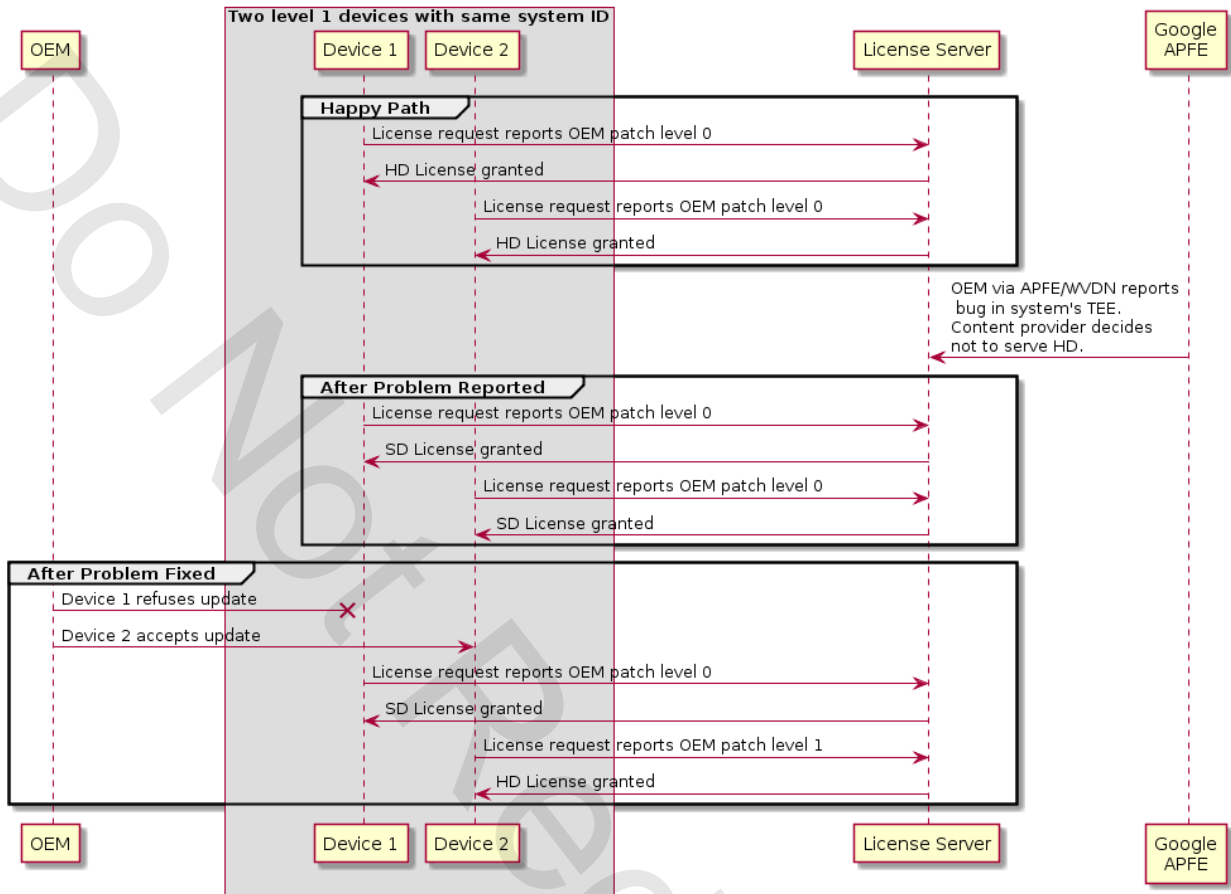 Two level 1 devices with same system ID
OEM
Device 1
Device 2
License Server
Google
APFE
Happy Path
License request reports OEM patch level 0
HD License granted
License request reports OEM patch level 0
HD License granted
OEM via APFE/WVDN reports
bug in system's TEE.
Content provider decides
not to serve HD.
After Problem Reported
License request reports OEM patch level 0
SD License granted
License request reports OEM patch level 0
SD License granted
After Problem Fixed
Device 1 refuses update
Device 2 accepts update
License request reports OEM patch level 0
SD License granted
License request reports OEM patch level 1
HD License granted
OEM
Device 1
Device 2
License Server
Google
APFE
Do Not